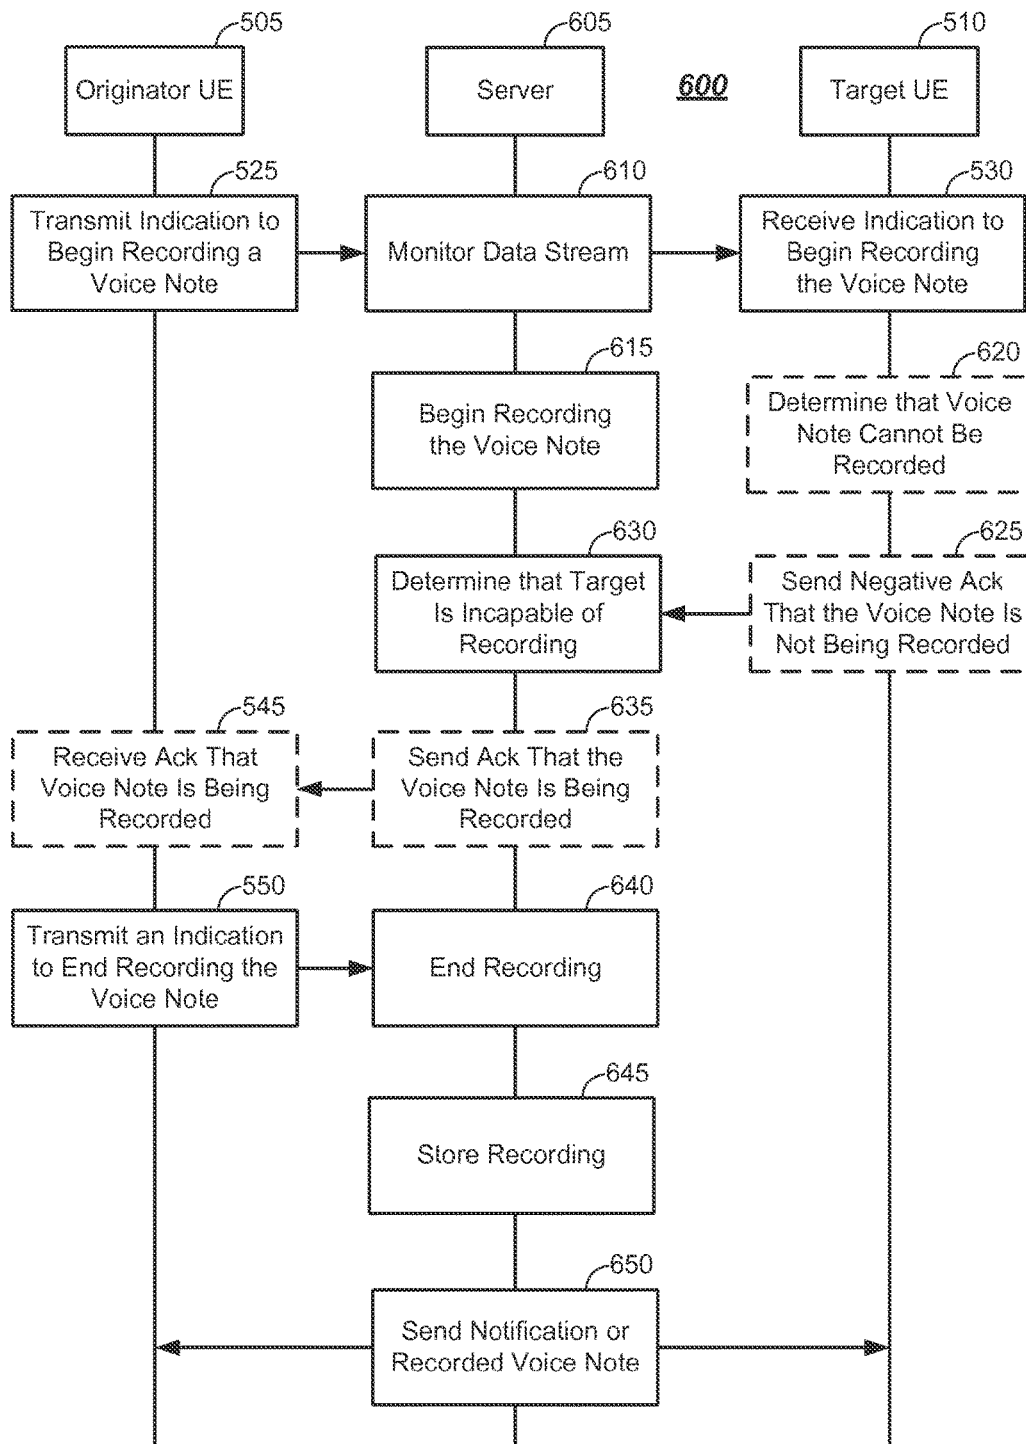 505
605
510
Originator UE
Server
600
Target UE
525
610
530
Transmit Indication to
Begin Recording a
Voice Note
Monitor Data Stream
Receive Indication to
Begin Recording
the Voice Note
615
620
Begin Recording
the Voice Note
Determine that Voice
Note Cannot Be
Recorded
630
625
Determine that Target
Is Incapable of
Recording
Send Negative Ack
That the Voice Note Is
Not Being Recorded
545
635
Receive Ack That
Voice Note Is Being
Recorded
Send Ack That the
Voice Note Is Being
Recorded
550
640
Transmit an Indication
to End Recording the
Voice Note
End Recording
645
Store Recording
650
Send Notification or
Recorded Voice Note